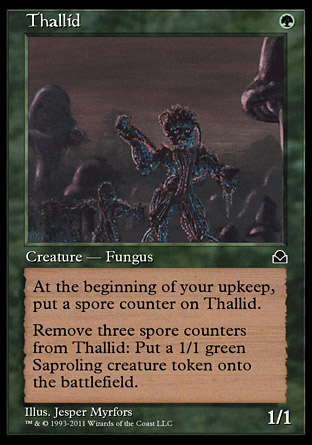 Thallid
Creature — Fungus
At the beginning of your upkeep,
put a spore counter on Thallid.
Remove three spore counters
from Thallid: Put a 1/1 green
Saproling creature token onto
the battlefield.
Illus. Jesper Myrfors
™ & © 1993-2011 Wizards of the Coast LLC
1/1